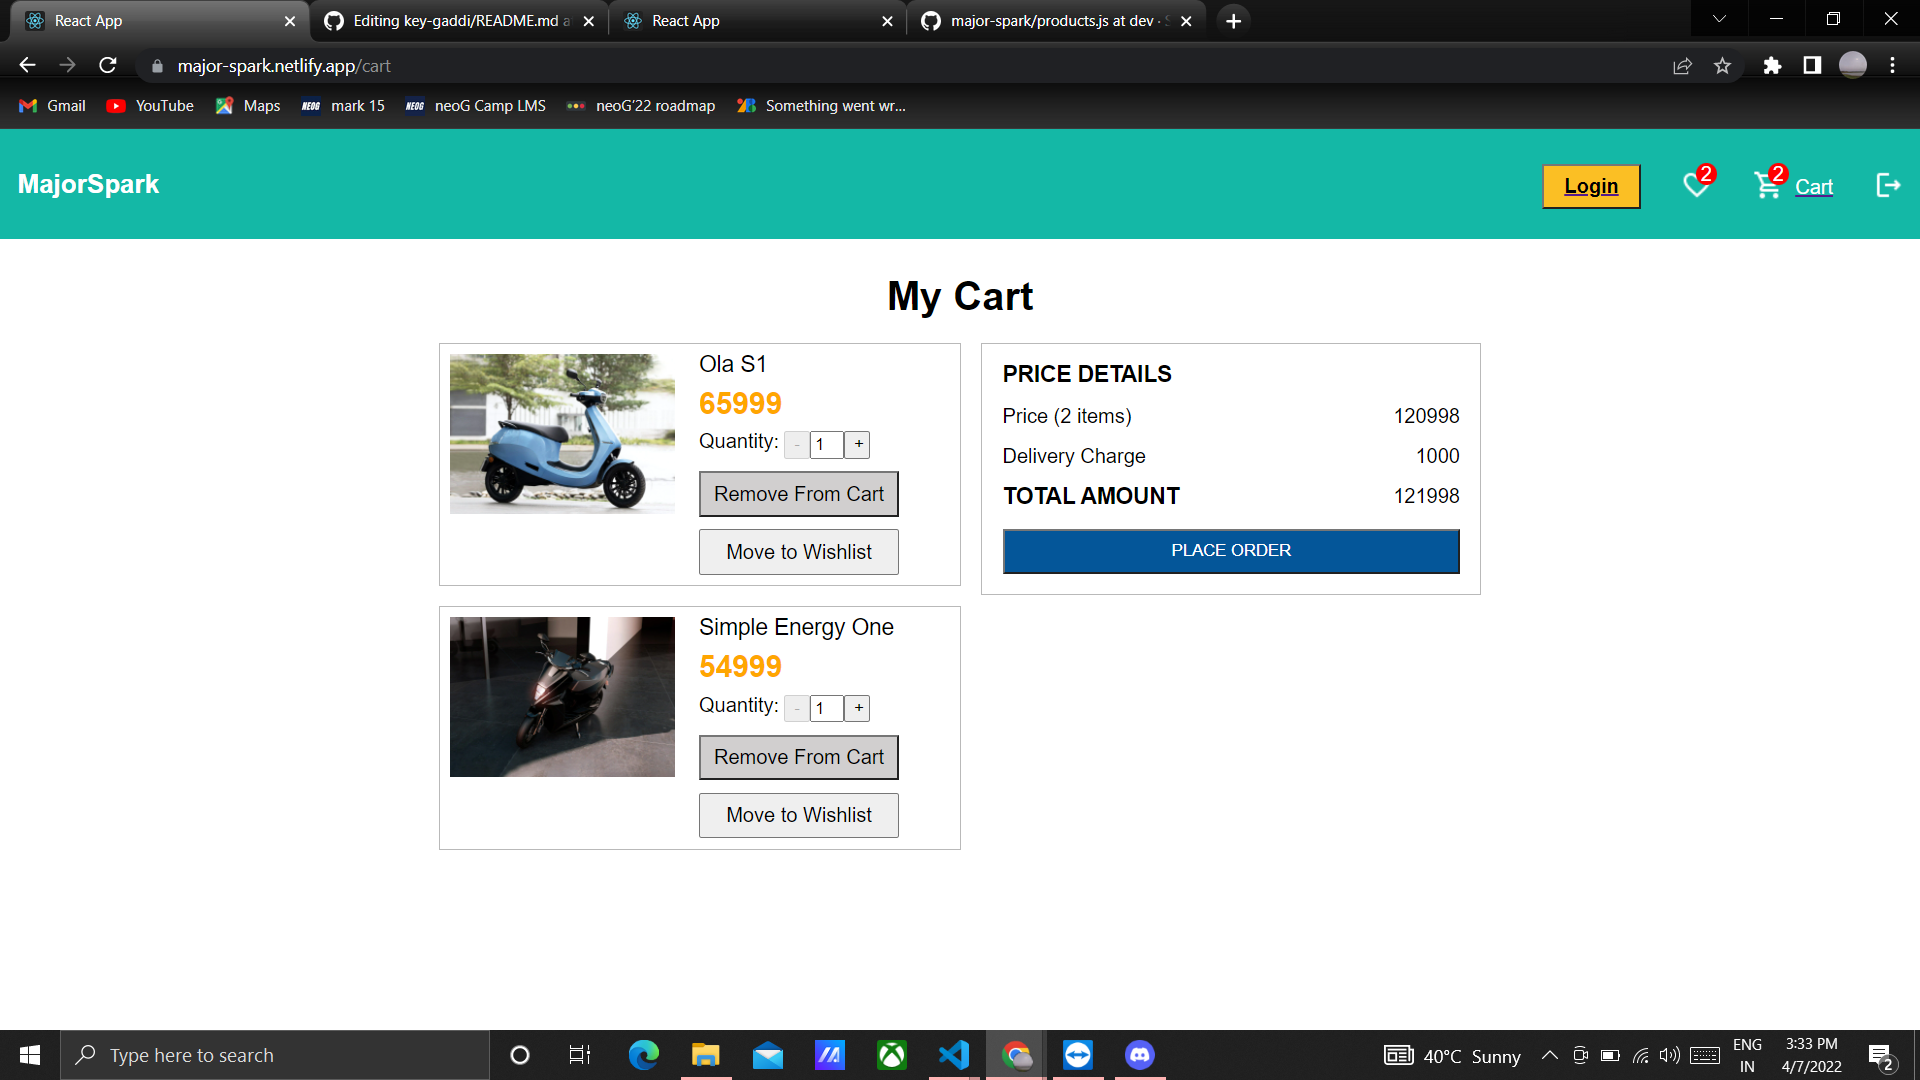 React App
Editing key-gaddi/README.md a
React App
major-spark/products.js at dev · S
major-spark.netlify.app/cart
Gmail
YouTube
Maps
NEOG mark 15
NEOG neoG Camp LMS
neoG'22 roadmap
Something went wr...
MajorSpark
Login
2
2
Cart
My Cart
Ola S1
65999
Quantity: - 1 +
Remove From Cart
Move to Wishlist
PRICE DETAILS
Price (2 items) 120998
Delivery Charge 1000
TOTAL AMOUNT 121998
PLACE ORDER
Simple Energy One
54999
Quantity: - 1 +
Remove From Cart
Move to Wishlist
Type here to search
40°C Sunny
ENG
IN
3:33 PM
4/7/2022
2